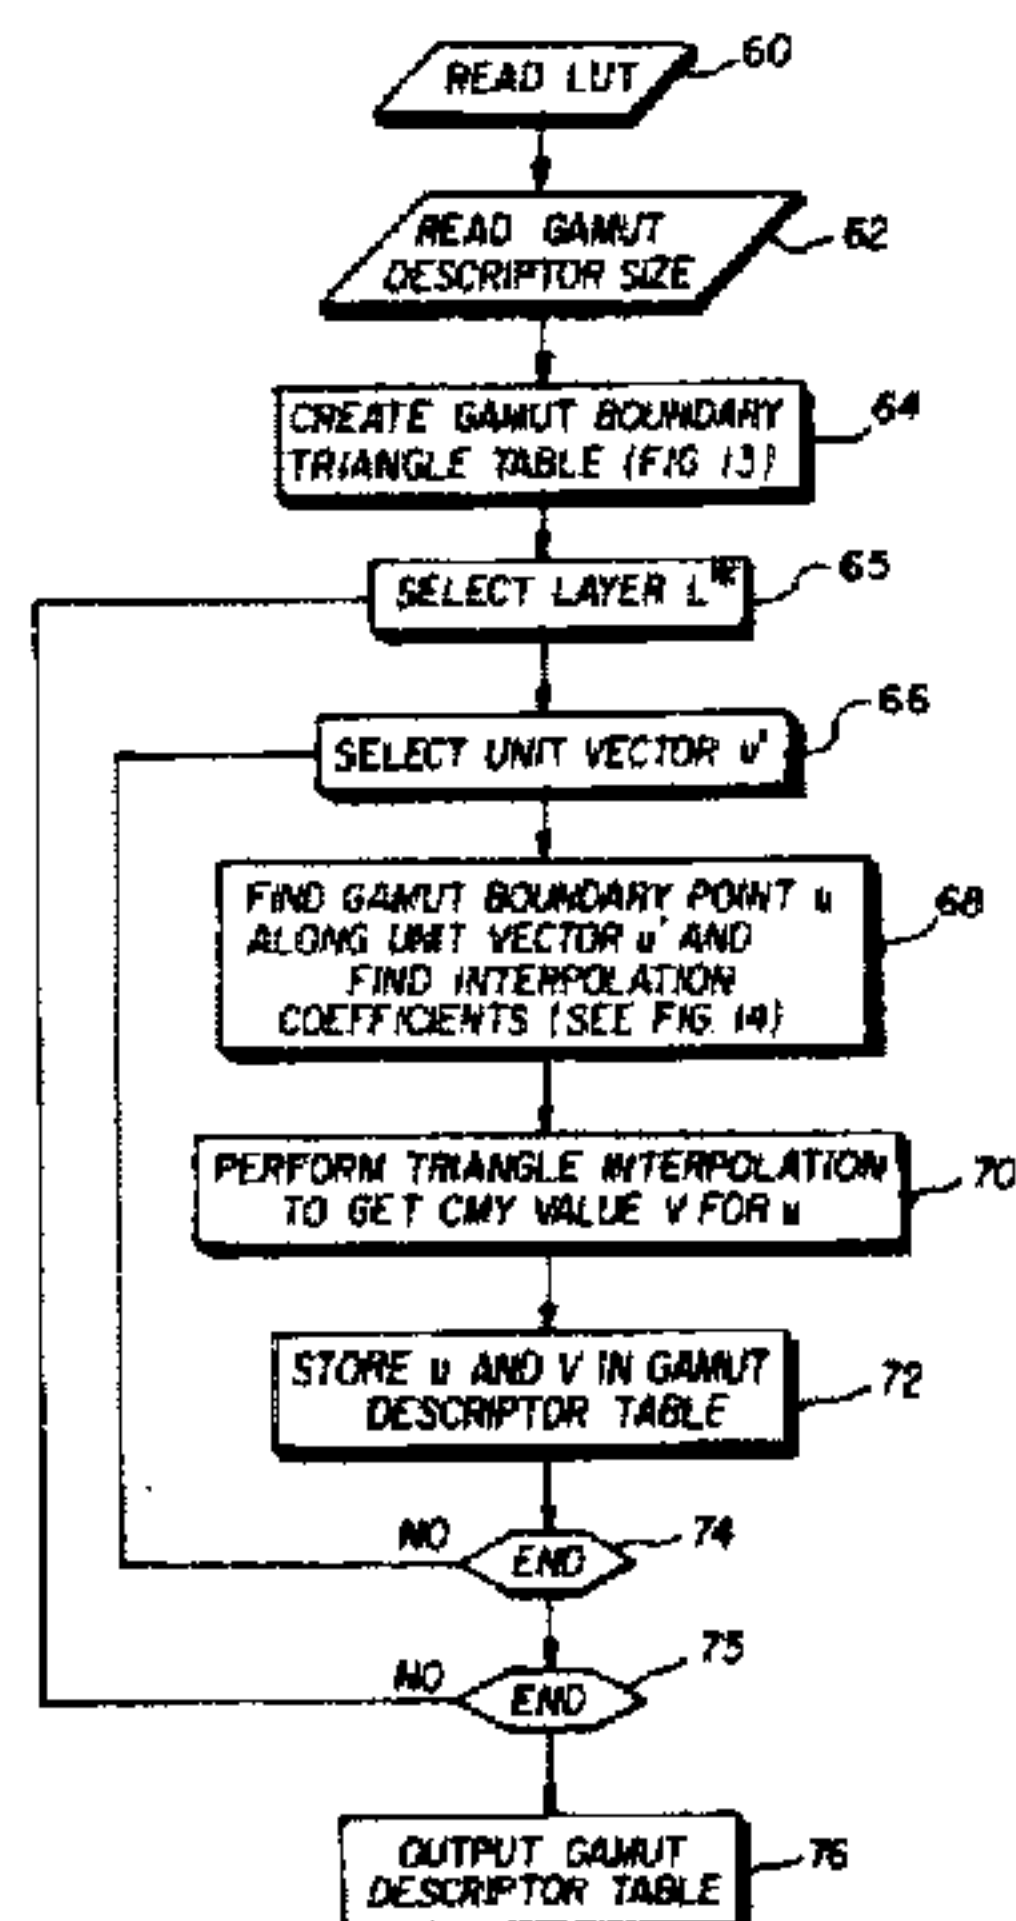 READ LUT
60
READ GAMUT
DESCRIPTOR SIZE
62
CREATE GAMUT BOUNDARY
TRIANGLE TABLE (FIG 13)
64
SELECT LAYER L*
65
SELECT UNIT VECTOR u'
66
FIND GAMUT BOUNDARY POINT u
ALONG UNIT VECTOR u' AND
FIND INTERPOLATION
COEFFICIENTS (SEE FIG. 14)
68
PERFORM TRIANGLE INTERPOLATION
TO GET CMY VALUE V FOR u
70
STORE u AND V IN GAMUT
DESCRIPTOR TABLE
72
NO
END
74
NO
END
75
OUTPUT GAMUT
DESCRIPTOR TABLE
76